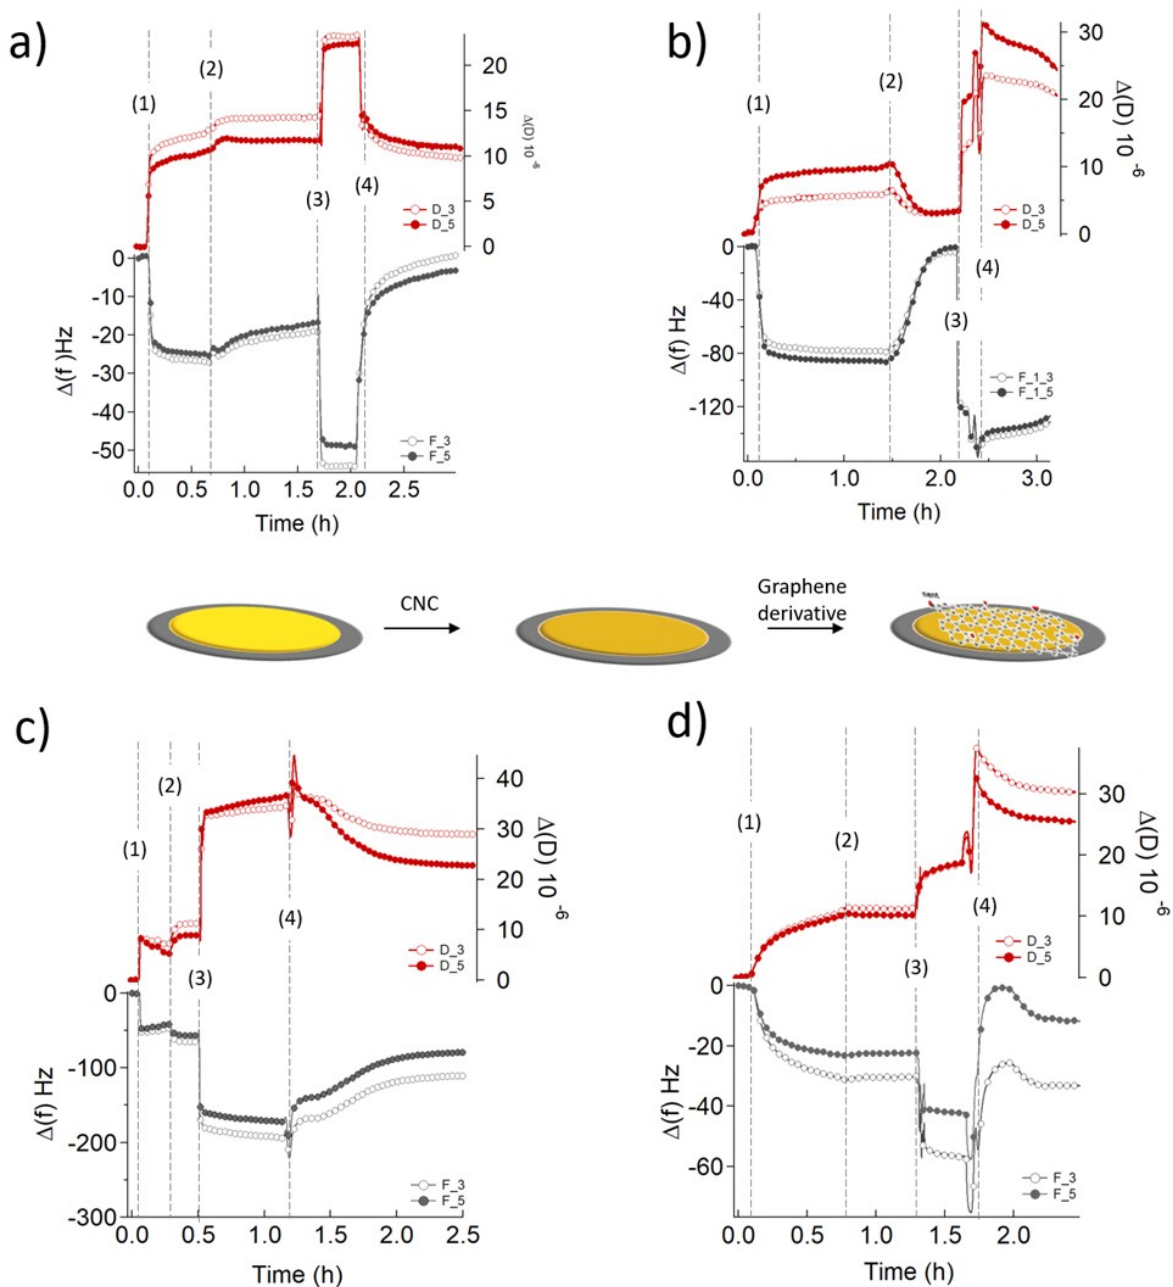 a)
(1)
(2)
(3)
(4)
20
15
10
5
0
Δ(D) 10
-6
D_3
D_5
0
-10
-20
-30
-40
-50
Δ(f )Hz
F_3
F_5
0.0
0.5
1.0
1.5
2.0
2.5
Time (h)
b)
(1)
(2)
(3)
(4)
30
20
10
0
Δ(D) 10
-6
D_3
D_5
0
-40
-80
-120
Δ(f) Hz
F_1_3
F_1_5
0.0
1.0
2.0
3.0
Time (h)
CNC
Graphene
derivative
c)
(1)
(2)
(3)
(4)
40
30
20
10
0
Δ(D) 10
-6
D_3
D_5
0
-100
-200
-300
Δ(f) Hz
F_3
F_5
0.0
0.5
1.0
1.5
2.0
2.5
Time (h)
d)
(1)
(2)
(3)
(4)
30
20
10
0
Δ(D) 10
-6
D_3
D_5
0
-20
-40
-60
Δ(f) Hz
F_3
F_5
0.0
0.5
1.0
1.5
2.0
Time (h)